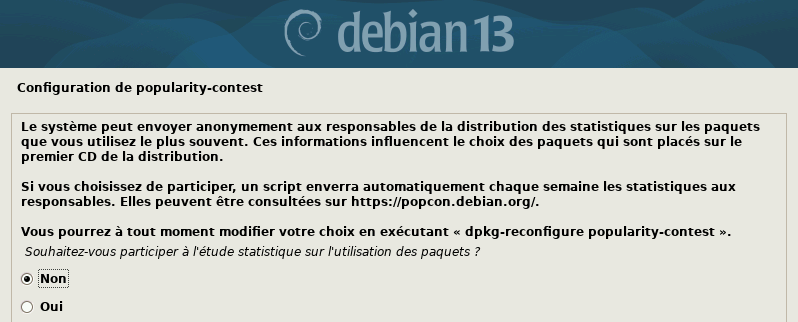 debian 13
Configuration de popularity-contest
Le système peut envoyer anonymement aux responsables de la distribution des statistiques sur les paquets
que vous utilisez le plus souvent. Ces informations influencent le choix des paquets qui sont placés sur le
premier CD de la distribution.
Si vous choisissez de participer, un script enverra automatiquement chaque semaine les statistiques aux
responsables. Elles peuvent être consultées sur https://popcon.debian.org/.
Vous pourrez à tout moment modifier votre choix en exécutant « dpkg-reconfigure popularity-contest ».
Souhaitez-vous participer à l'étude statistique sur l'utilisation des paquets ?
Non
Oui